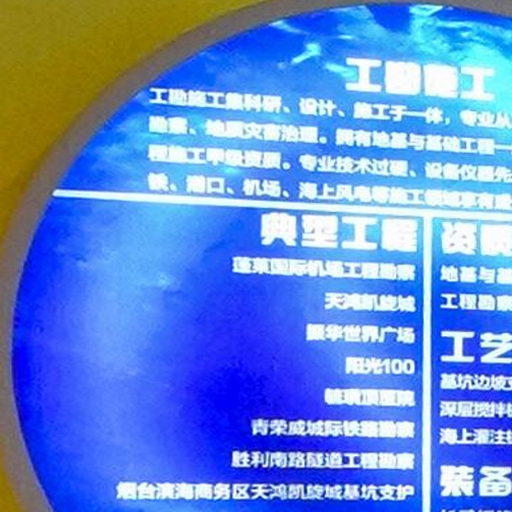 工勘施工
工勘施工集科研、设计、施工于一体，专业从
勘察、地质灾害治理。拥有地基与基础工程一
程施工甲级资质。专业技术过硬、设备仪器先
铁、港口、机场、海上风电等施工领域享有
典型工程
蓬莱国际机场工程勘察
天鸿凯旋城
振华世界广场
阳光100
毓璜顶医院
青荣威城际铁路勘察
胜利南路隧道工程勘察
烟台滨海商务区天鸿凯旋城基坑支护
资质
地基与基
工程勘察
工艺
基坑边坡支
深层搅拌
海上灌注
装备